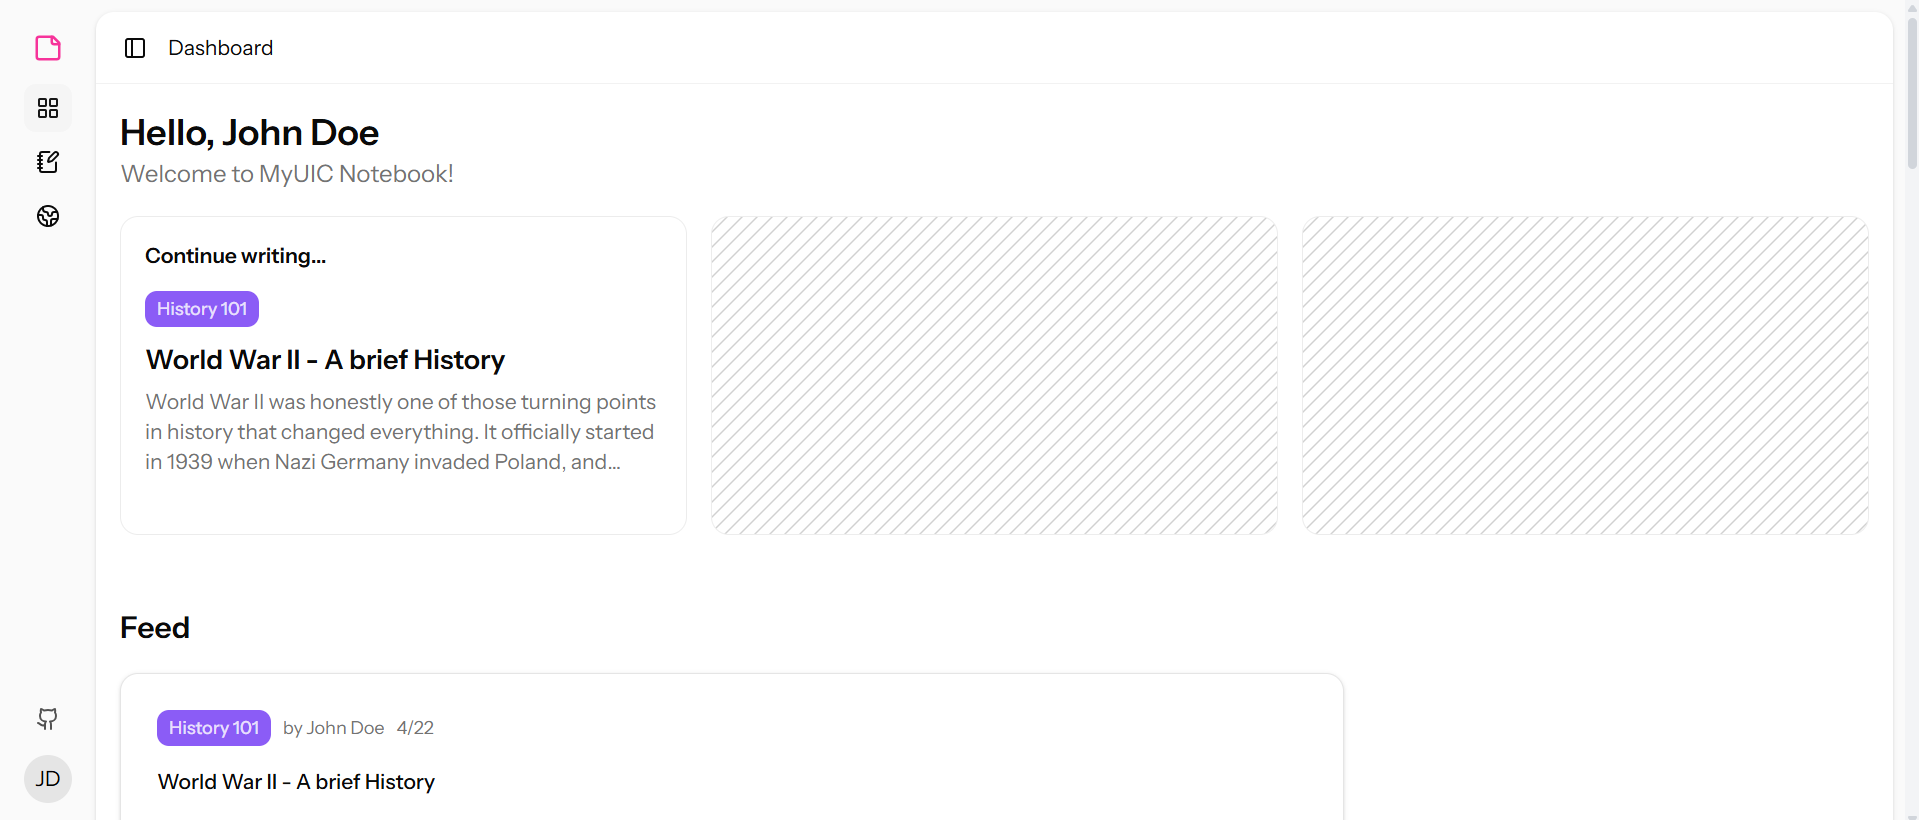 Dashboard
Hello, John Doe
Welcome to MyUIC Notebook!
Continue writing...
History 101
World War II - A brief History
World War II was honestly one of those turning points
in history that changed everything. It officially started
in 1939 when Nazi Germany invaded Poland, and...
Feed
History 101 by John Doe 4/22
World War II - A brief History
JD